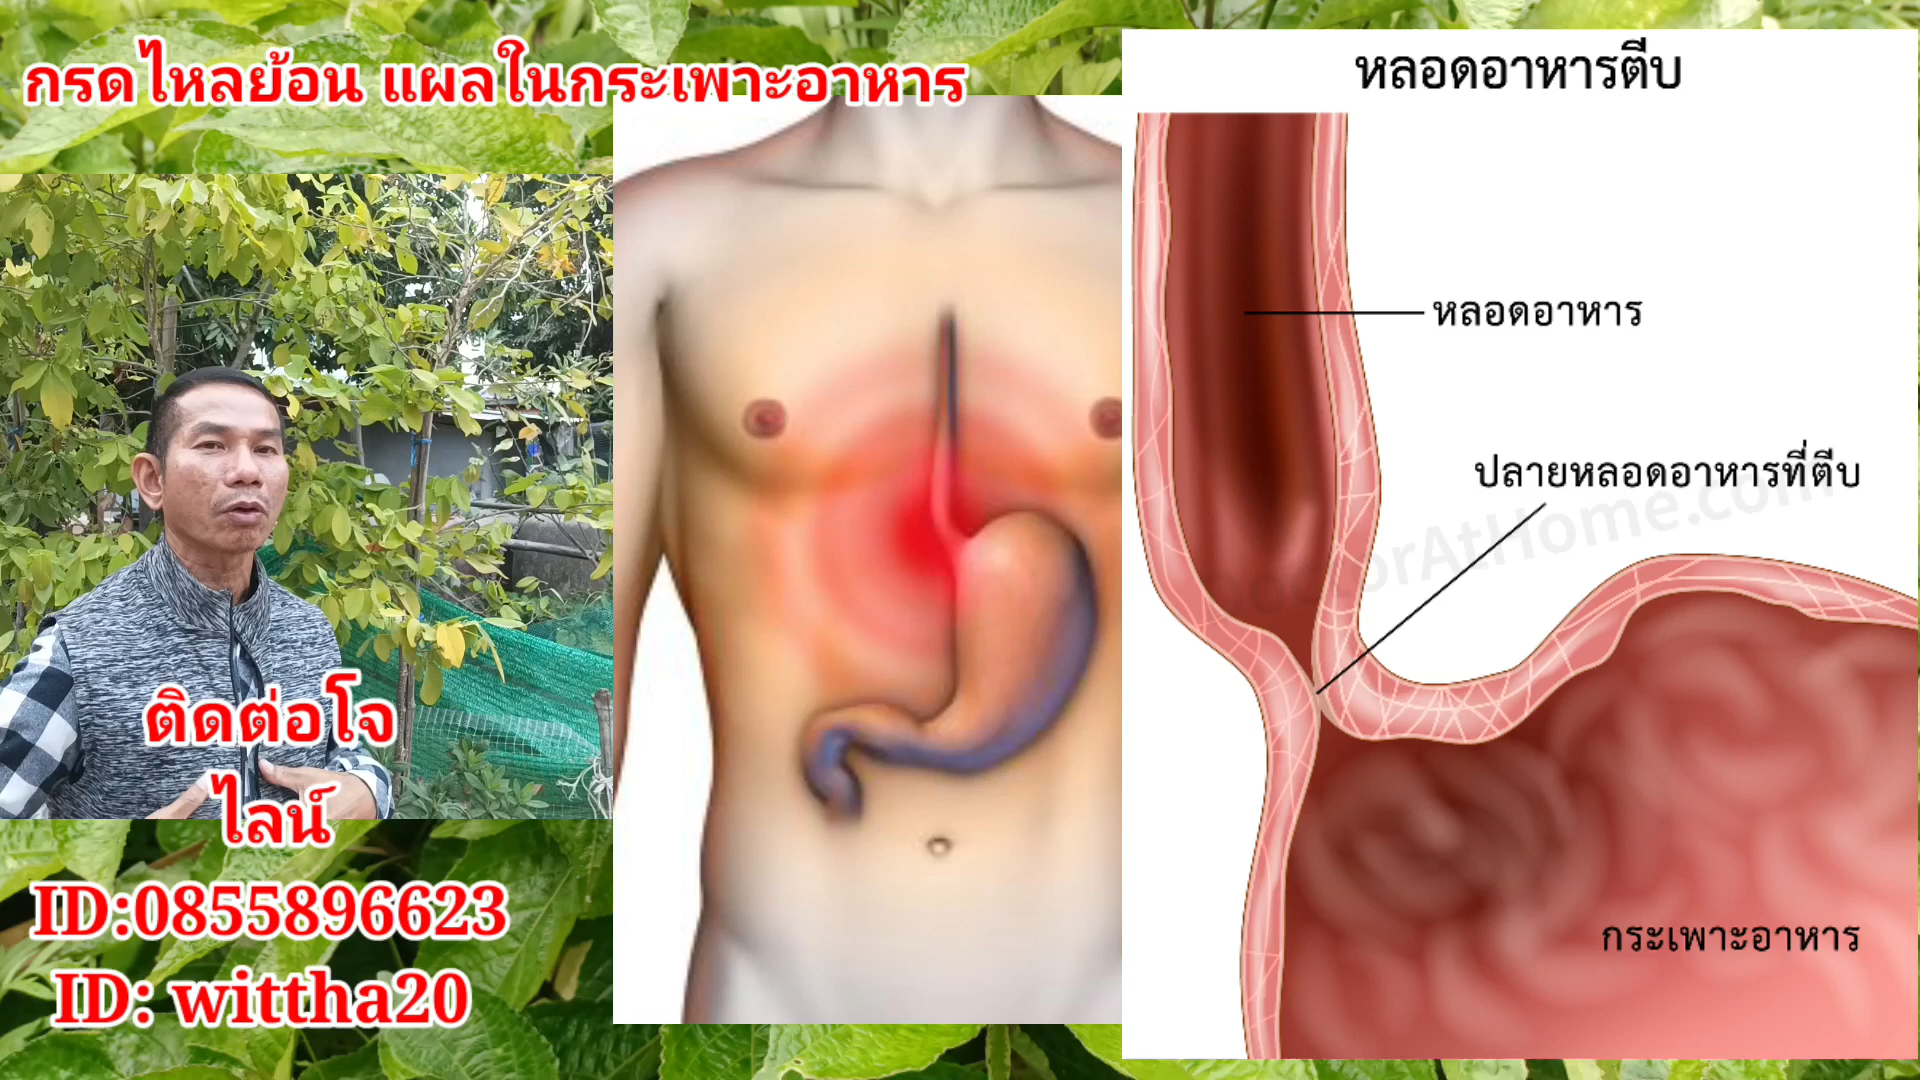 กรดไหลย้อน แผลในกระเพาะอาหาร
ติดต่อโจ
ไลน์
ID:0855896623
ID: wittha20
หลอดอาหารตีบ
หลอดอาหาร
ปลายหลอดอาหารที่ตีบ
กระเพาะอาหาร